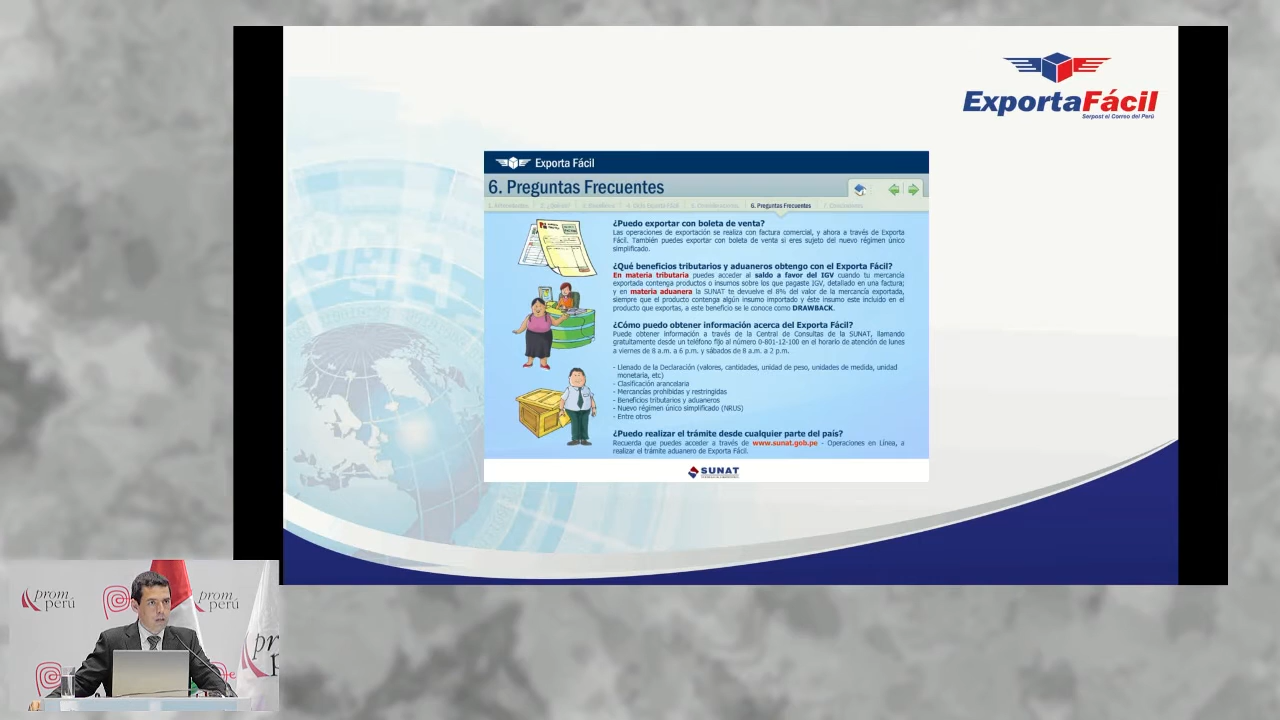 ExportaFácil
Serpost el Correo del Perú
Exporta Fácil
6. Preguntas Frecuentes
6. Preguntas Frecuentes
¿Puedo exportar con boleta de venta?
Las operaciones de exportación se realiza con factura comercial, y ahora a través de Exporta
Fácil. También puedes exportar con boleta de venta si eres sujeto del nuevo régimen único
simplificado.
¿Qué beneficios tributarios y aduaneros obtengo con el Exporta Fácil?
En materia tributaria puedes acceder al saldo a favor del IGV cuando tu mercancía
exportada contenga productos o insumos sobre los que pagaste IGV, detallado en una factura;
y en materia aduanera la SUNAT te devuelve el 8% del valor de la mercancía exportada,
siempre que el producto contenga algún insumo importado y éste insumo este incluido en el
producto que exportas, a este beneficio se le conoce como DRAWBACK.
¿Cómo puedo obtener información acerca del Exporta Fácil?
Puede obtener información a través de la Central de Consultas de la SUNAT, llamando
gratuitamente desde un teléfono fijo al número 0-801-12-100 en el horario de atención de lunes
a viernes de 8 a.m. a 6 p.m. y sábados de 8 a.m. a 2 p.m.
- Llenado de la Declaración (valores, cantidades, unidad de peso, unidades de medida, unidad
monetaria, etc)
- Clasificación arancelaria
- Mercancías prohibidas y restringidas
- Beneficios tributarios y aduaneros
- Nuevo régimen único simplificado (NRUS)
- Entre otros
¿Puedo realizar el trámite desde cualquier parte del país?
Recuerda que puedes acceder a través de www.sunat.gob.pe - Operaciones en Línea, a
realizar el trámite aduanero de Exporta Fácil.
SUNAT
prom
perú
prom
perú